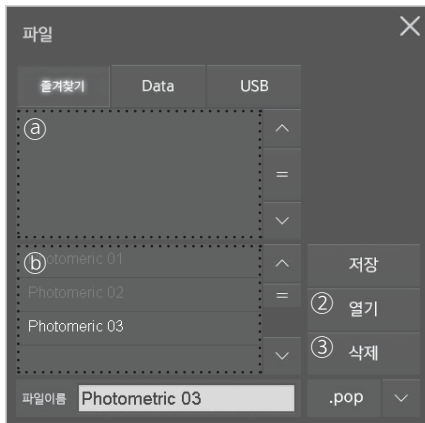 파일
즐겨찾기 Data USB
ⓐ
ⓑ Photomeric 01
Photomeric 02
Photomeric 03
저장
② 열기
③ 삭제
파일이름 Photometric 03 .pop